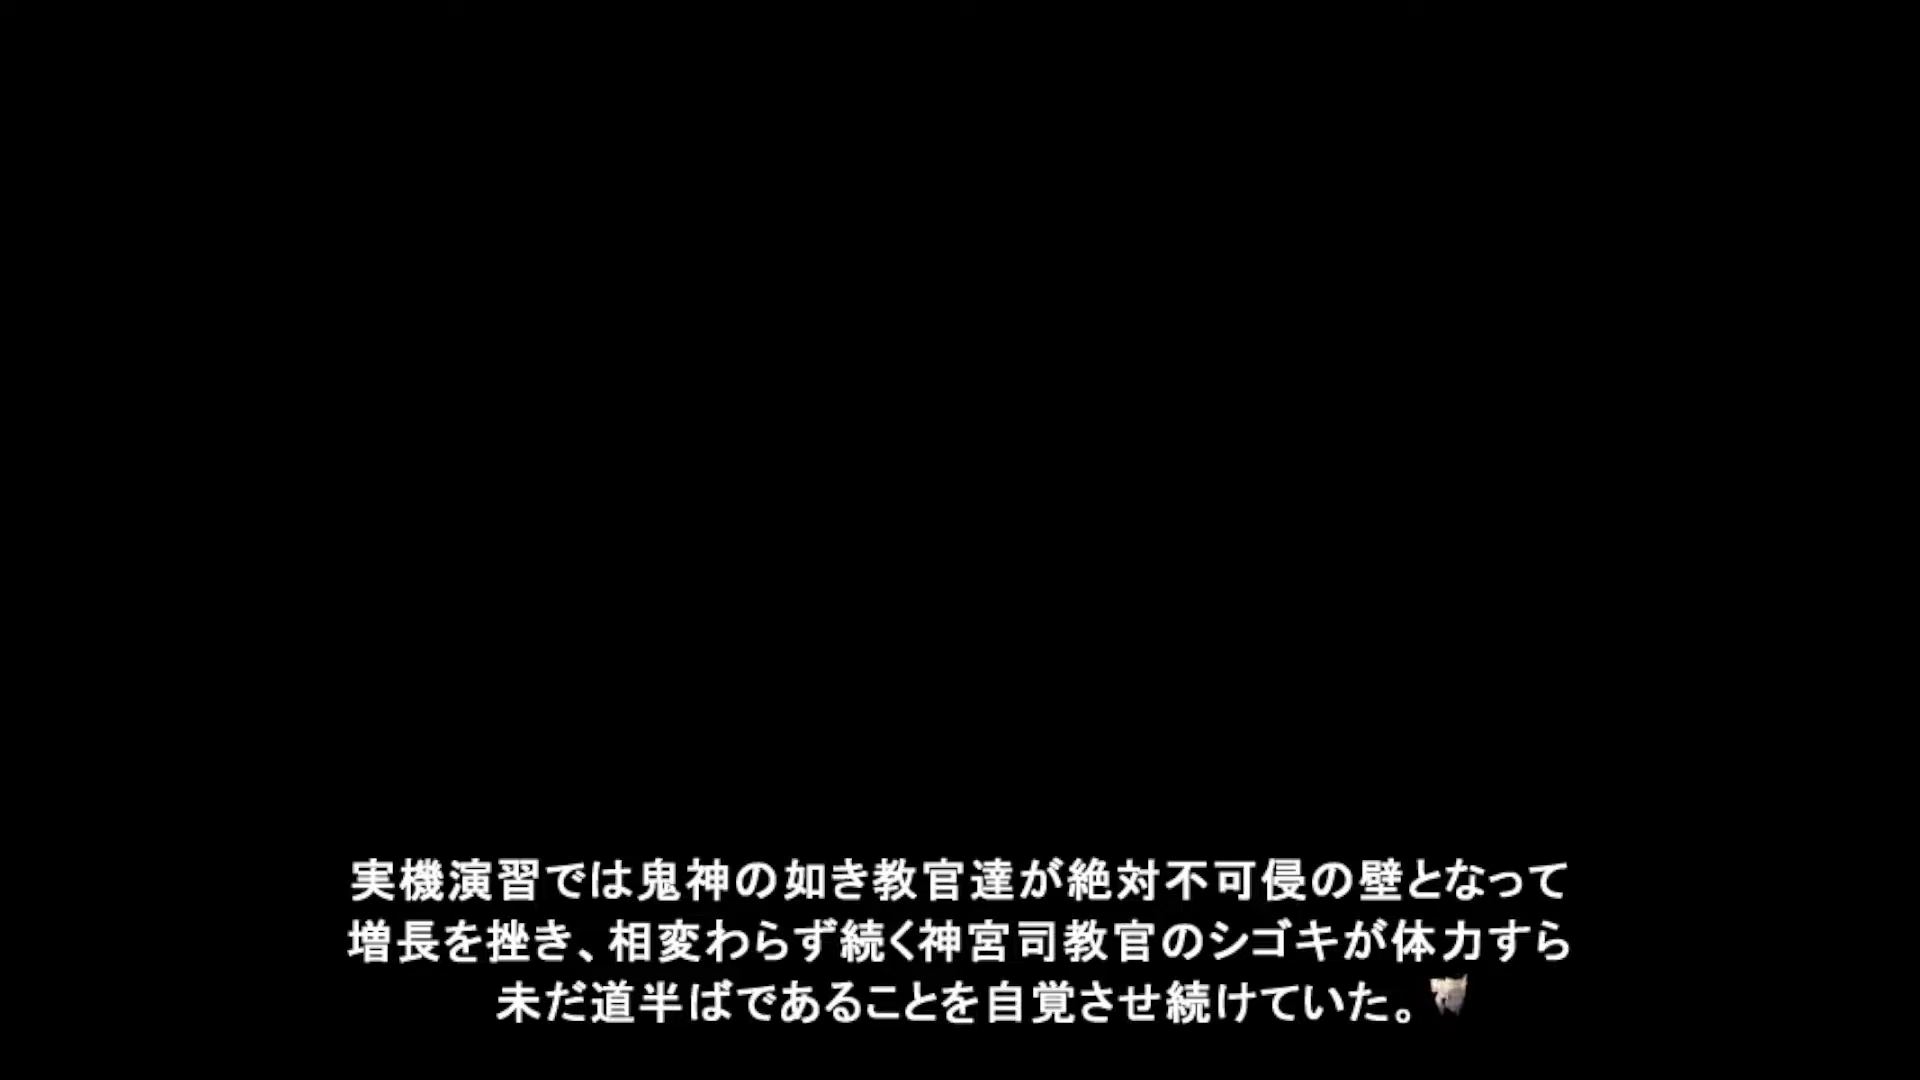 実機演習では鬼神の如き教官達が絶対不可侵の壁となって
増長を挫き、相変わらず続く神宮司教官のシゴキが体力すら
未だ道半ばであることを自覚させ続けていた。